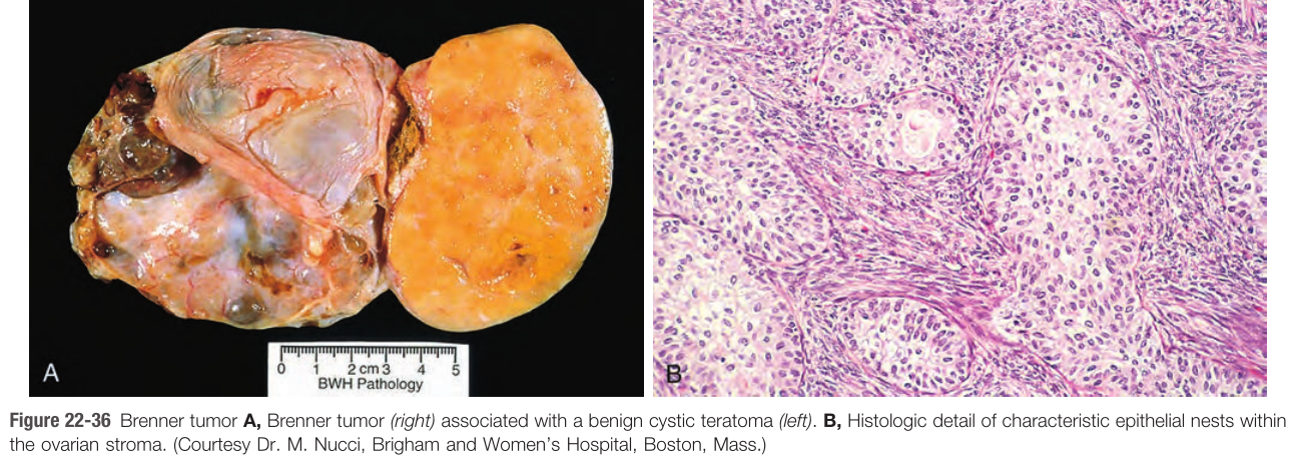 A
0 1 2 cm 3 4 5
BWH Pathology
B
Figure 22-36 Brenner tumor A, Brenner tumor (right) associated with a benign cystic teratoma (left). B, Histologic detail of characteristic epithelial nests within
the ovarian stroma. (Courtesy Dr. M. Nucci, Brigham and Women’s Hospital, Boston, Mass.)